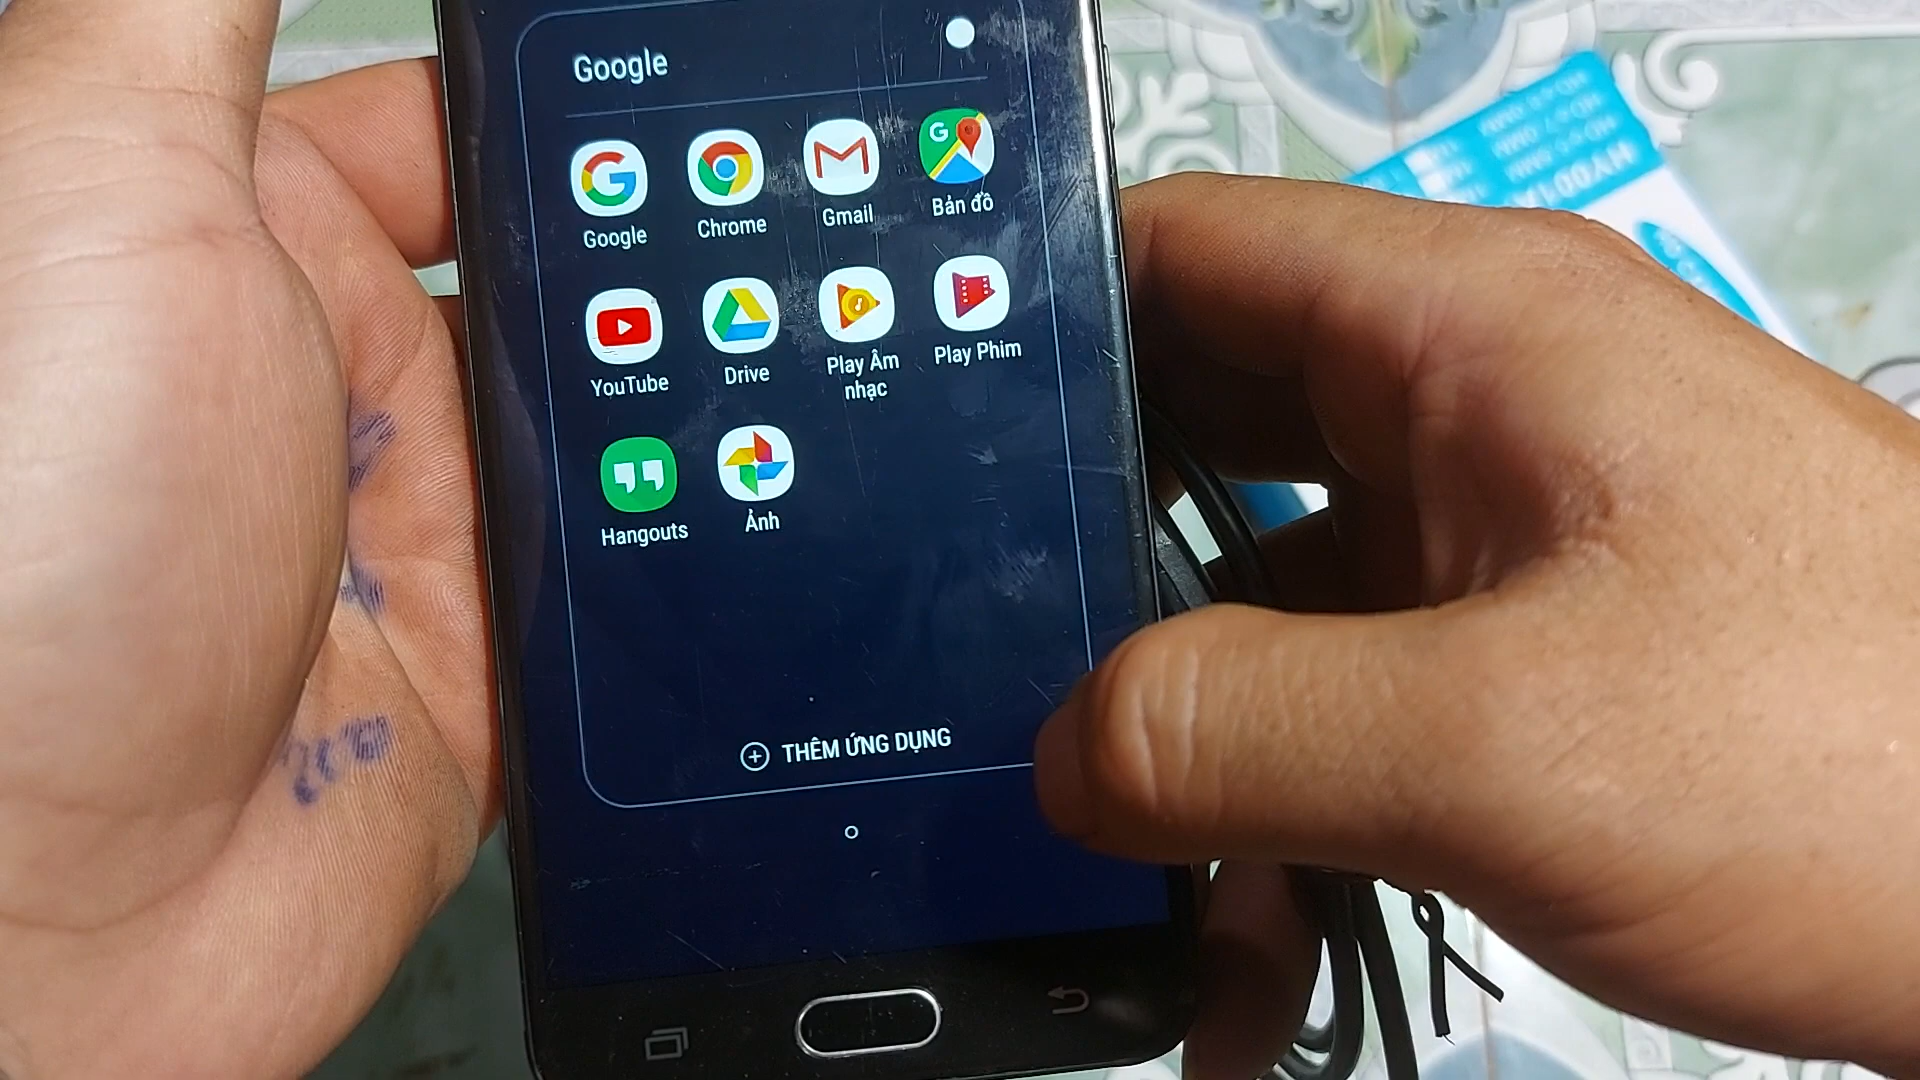 Google
Google
Chrome
Gmail
Bản đồ
YouTube
Drive
Play Âm
nhạc
Play Phim
Hangouts
Ảnh
THÊM ỨNG DỤNG